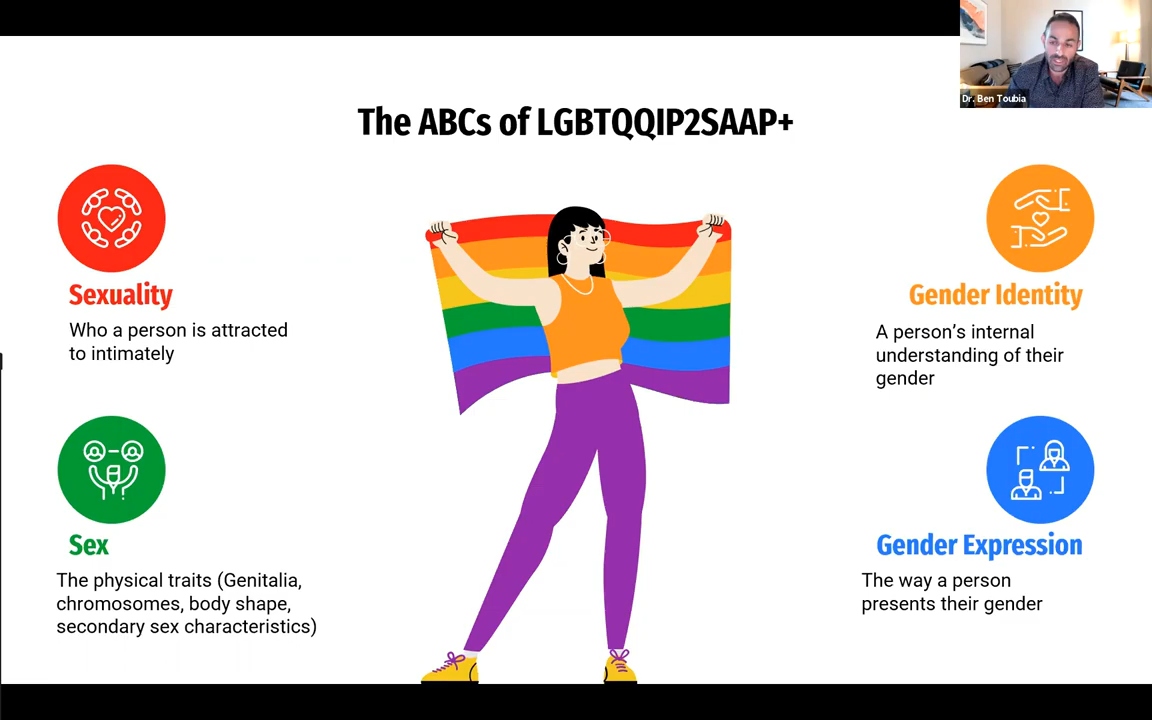 Dr. Ben Toubia
The ABCs of LGBTQQIP2SAAP+
Sexuality
Who a person is attracted
to intimately
Gender Identity
A person’s internal
understanding of their
gender
Sex
The physical traits (Genitalia,
chromosomes, body shape,
secondary sex characteristics)
Gender Expression
The way a person
presents their gender